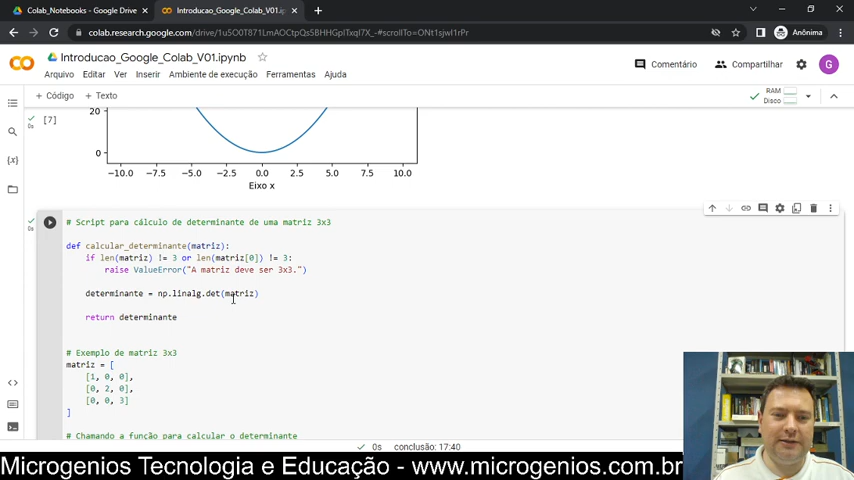 Colab_Notebooks - Google Drive
Introducao_Google_Colab_V01.ipynb
colab.research.google.com/drive/1u5O0T871LmAOCtpQs5BHHGpITxqI7X_-#scrollTo=ONt1sjwI1rPr
Anônima
Introducao_Google_Colab_V01.ipynb
Arquivo Editar Ver Inserir Ambiente de execução Ferramentas Ajuda
Comentário Compartilhar G
+ Código + Texto
RAM
Disco
20
[7]
0s
0
−10.0 −7.5 −5.0 −2.5 0.0 2.5 5.0 7.5 10.0
Eixo x
{x}
0s
# Script para cálculo de determinante de uma matriz 3x3
def calcular_determinante(matriz):
if len(matriz) != 3 or len(matriz[0]) != 3:
raise ValueError("A matriz deve ser 3x3.")
determinante = np.linalg.det(matriz)
return determinante
# Exemplo de matriz 3x3
matriz = [
[1, 0, 0],
[0, 2, 0],
[0, 0, 3]
]
# Chamando a função para calcular o determinante
0s conclusão: 17:40
Microgenios Tecnologia e Educação - www.microgenios.com.br